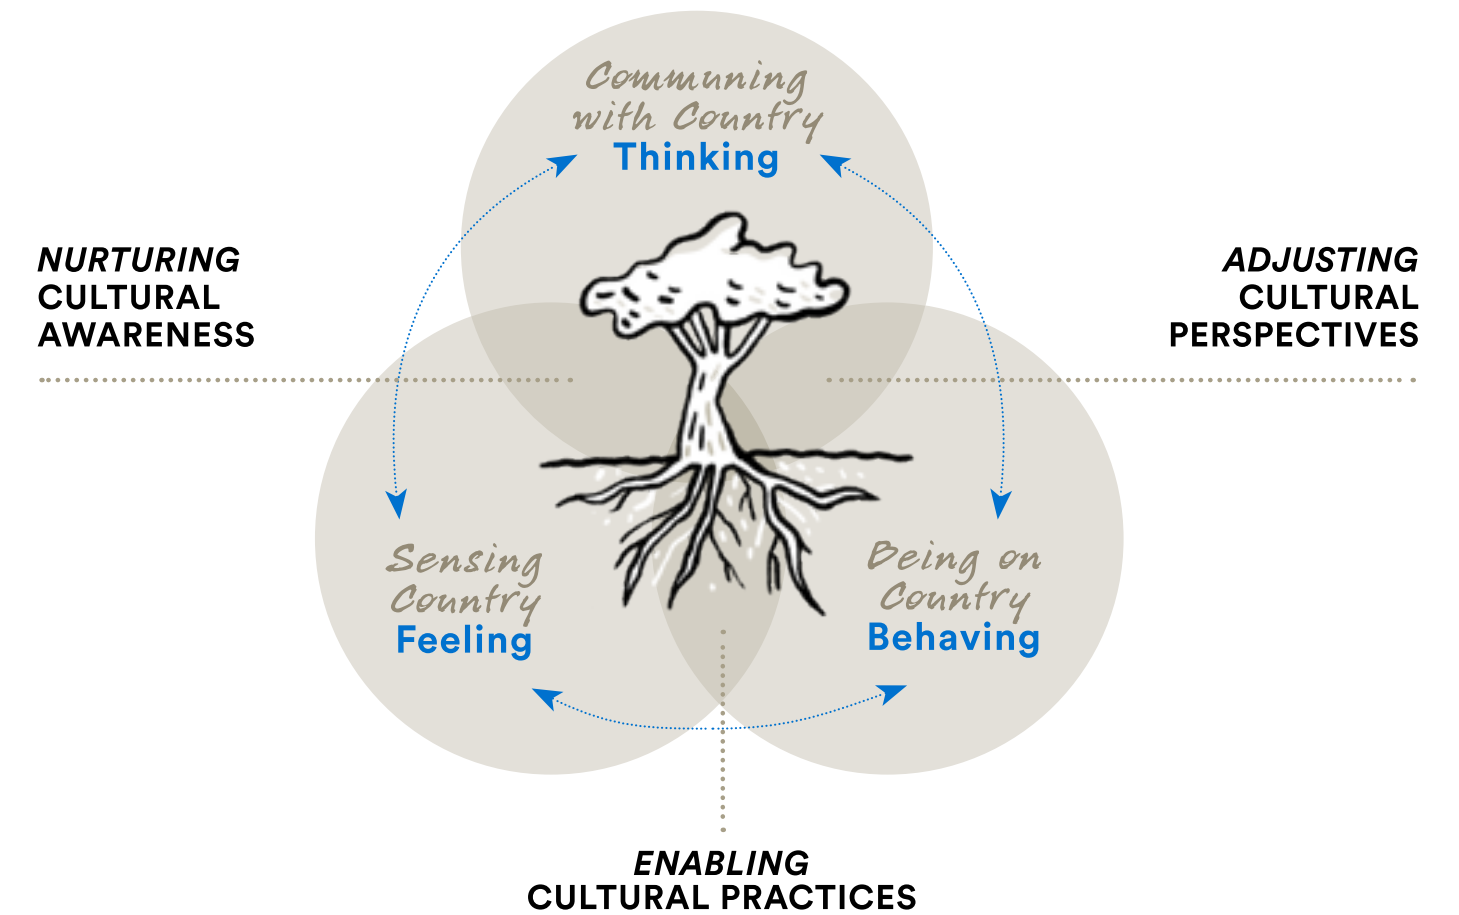 Communing
with Country
Thinking
NURTURING
CULTURAL
AWARENESS
ADJUSTING
CULTURAL
PERSPECTIVES
Sensing
Country
Feeling
Being on
Country
Behaving
ENABLING
CULTURAL PRACTICES